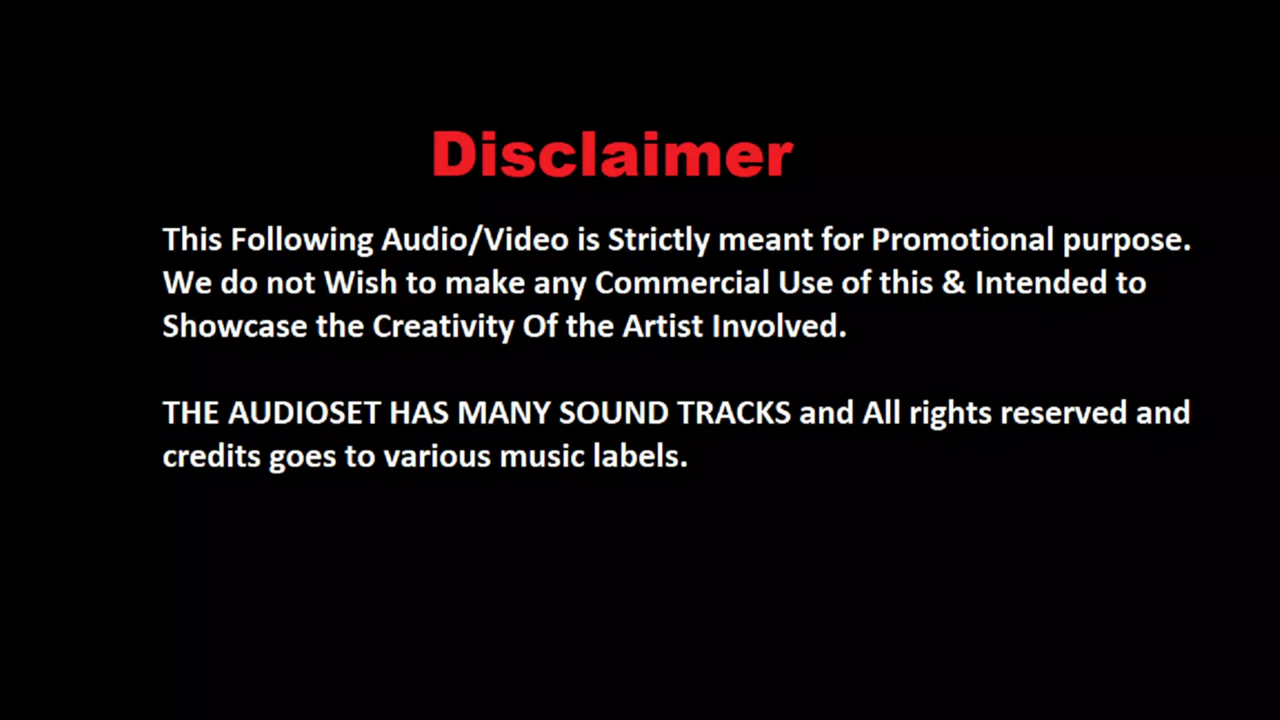 Disclaimer
This Following Audio/Video is Strictly meant for Promotional purpose.
We do not Wish to make any Commercial Use of this & Intended to
Showcase the Creativity Of the Artist Involved.
THE AUDIOSET HAS MANY SOUND TRACKS and All rights reserved and
credits goes to various music labels.